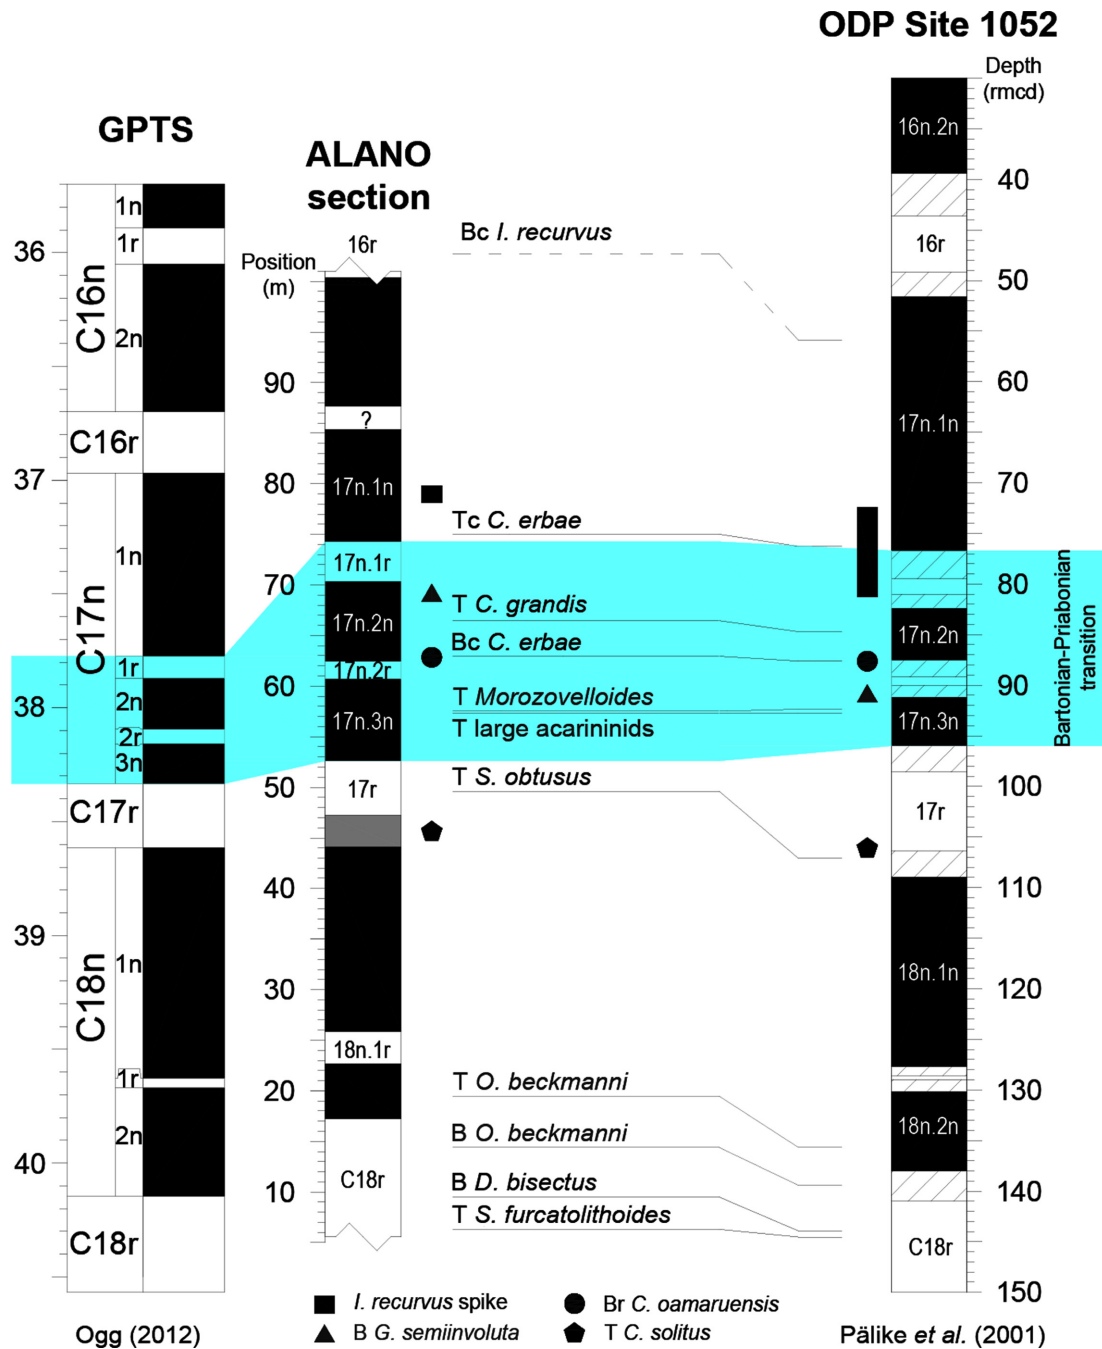 ODP Site 1052
Depth
(rmcd)
GPTS
ALANO
section
Position
(m)
36
37
38
39
40
C16n
1n
1r
2n
C16r
C17n
1n
1r
2n
2r
3n
C17r
C18n
1n
1r
2n
C18r
16r
90
?
80
17n.1n
17n.1r
70
17n.2n
17n.2r
60
17n.3n
50
17r
40
30
18n.1r
20
10
C18r
Bc I. recurvus
Tc C. erbae
T C. grandis
Bc C. erbae
T Morozovelloides
T large acarininids
T S. obtusus
T O. beckmanni
B O. beckmanni
B D. bisectus
T S. furcatolithoides
16n.2n
40
16r
50
60
17n.1n
70
80
17n.2n
90
17n.3n
100
17r
110
18n.1n
120
130
18n.2n
140
C18r
150
Bartonian-Priabonian
transition
I. recurvus spike
Br C. oamaruensis
B G. semiinvoluta
T C. solitus
Ogg (2012)
Pälike et al. (2001)